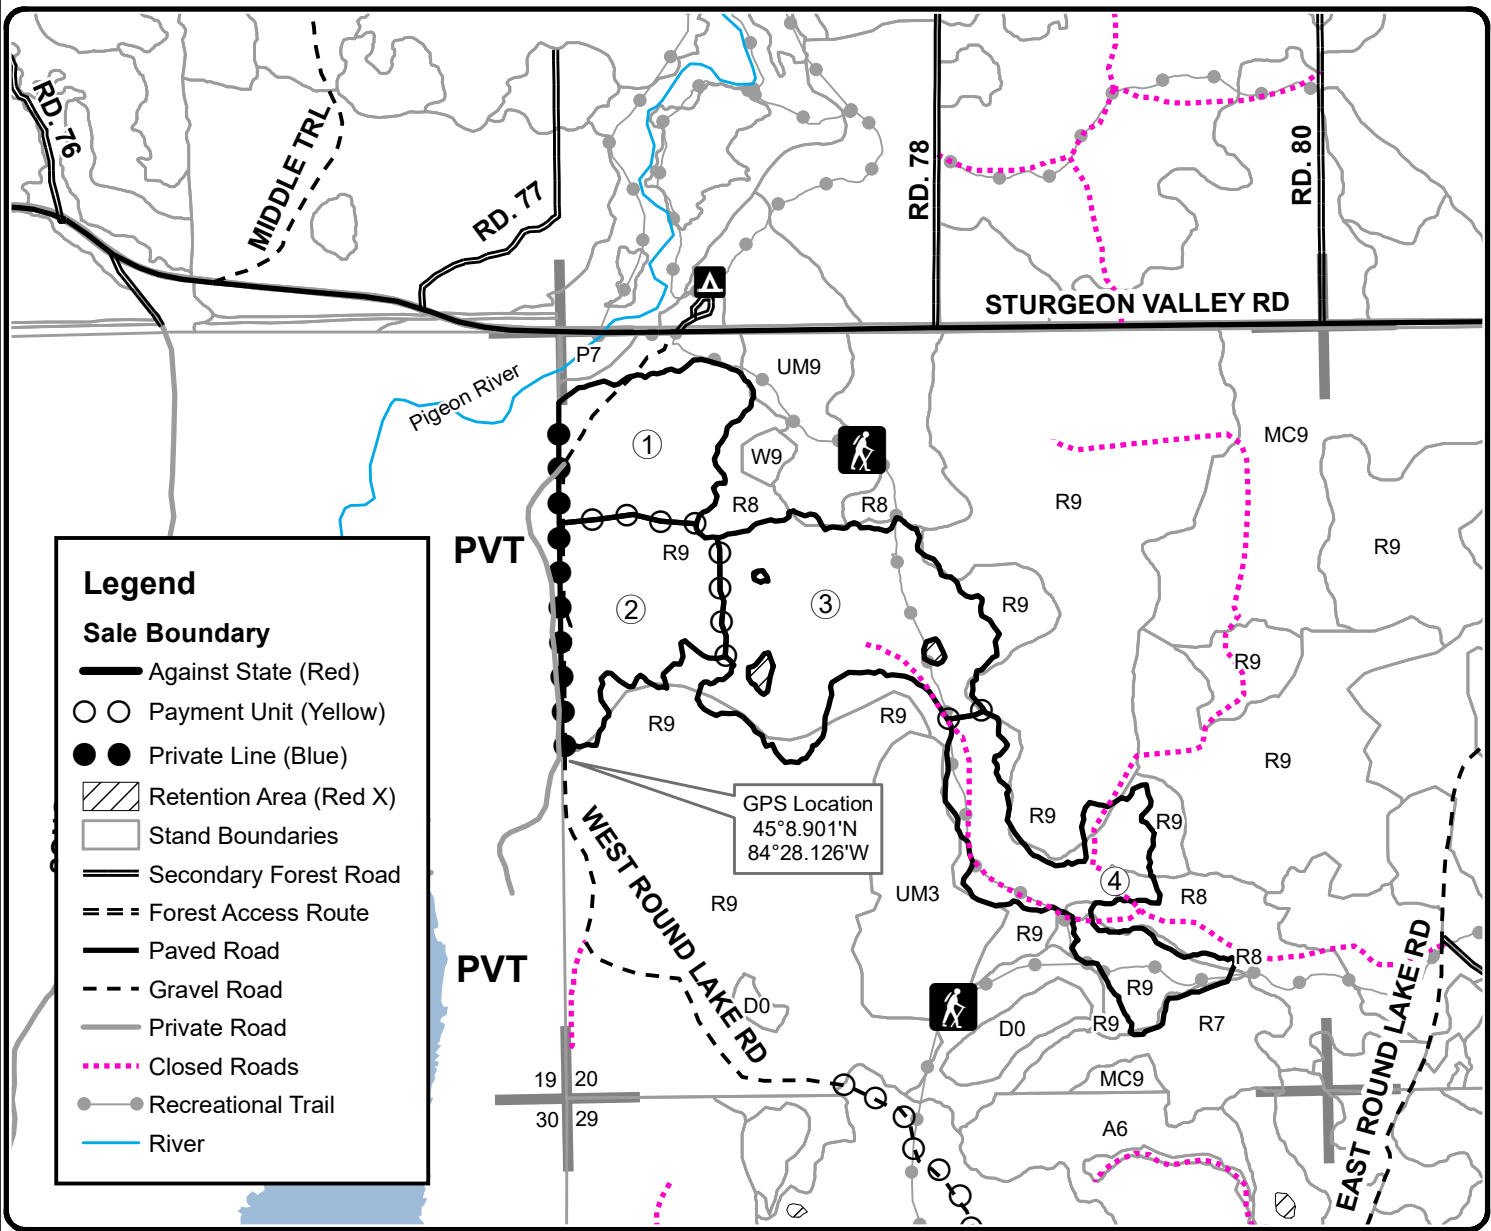 RD. 76
MIDDLE TRL
RD. 77
RD. 78
RD. 80
STURGEON VALLEY RD
P7
UM9
Pigeon River
1
W9
MC9
R8
R8
R9
R9
PVT
R9
2
3
R9
R9
R9
R9
R9
GPS Location
45°8.901'N
84°28.126'W
R9
R9
4
WEST ROUND LAKE RD
R9
UM3
R8
R9
R8
EAST ROUND LAKE RD
PVT
R9
D0
D0
R9
R7
19
20
MC9
30
29
A6
Legend
Sale Boundary
Against State (Red)
Payment Unit (Yellow)
Private Line (Blue)
Retention Area (Red X)
Stand Boundaries
Secondary Forest Road
Forest Access Route
Paved Road
Gravel Road
Private Road
Closed Roads
Recreational Trail
River